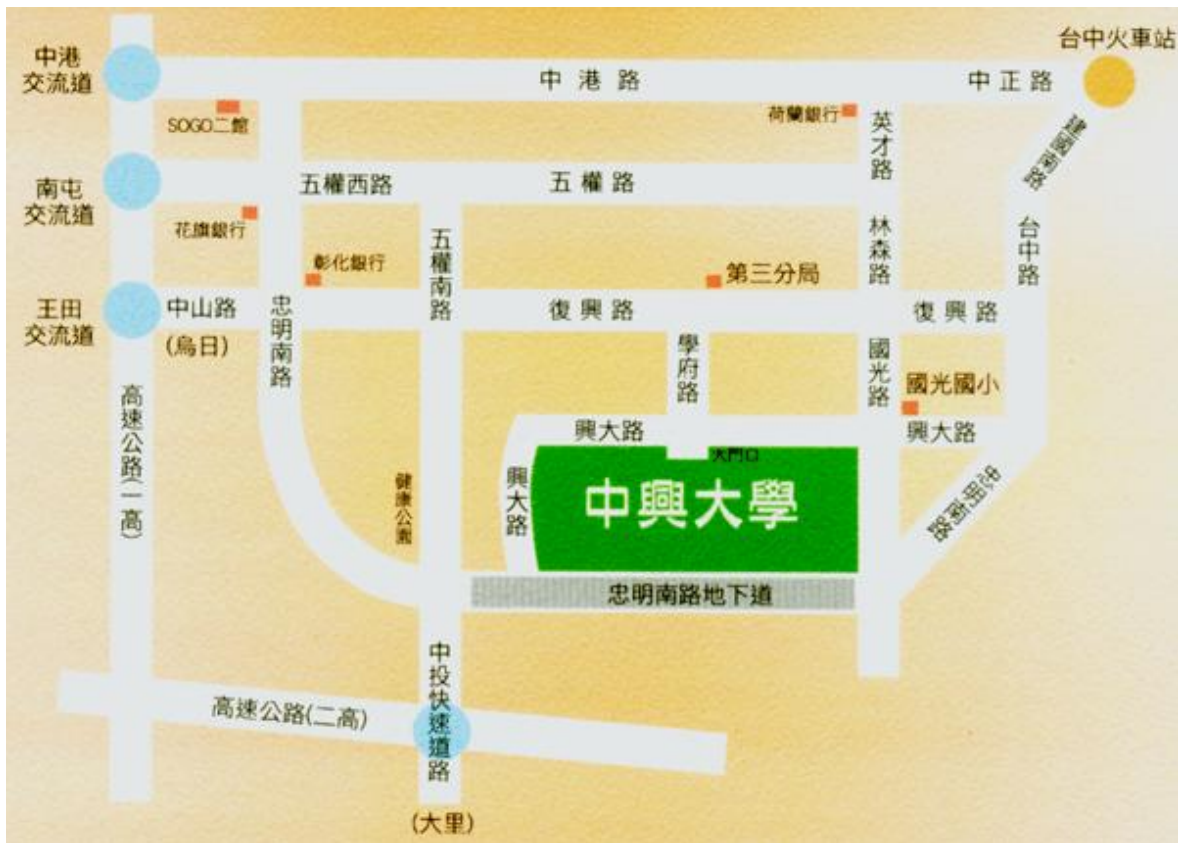 台中火車站
中港
交流道
中港路
中正路
SOGO二館
荷蘭銀行
英才路
建國南路
南屯
交流道
五權西路
五權路
花旗銀行
五權南路
林森路
台中路
彰化銀行
第三分局
王田
交流道
中山路
(烏日)
忠明南路
復興路
復興路
學府路
國光路
國光國小
高速公路(一高)
興大路
興大路
大門口
健康公園
興大路
中興大學
忠明南路
忠明南路地下道
中投快速道路
高速公路(二高)
(大里)